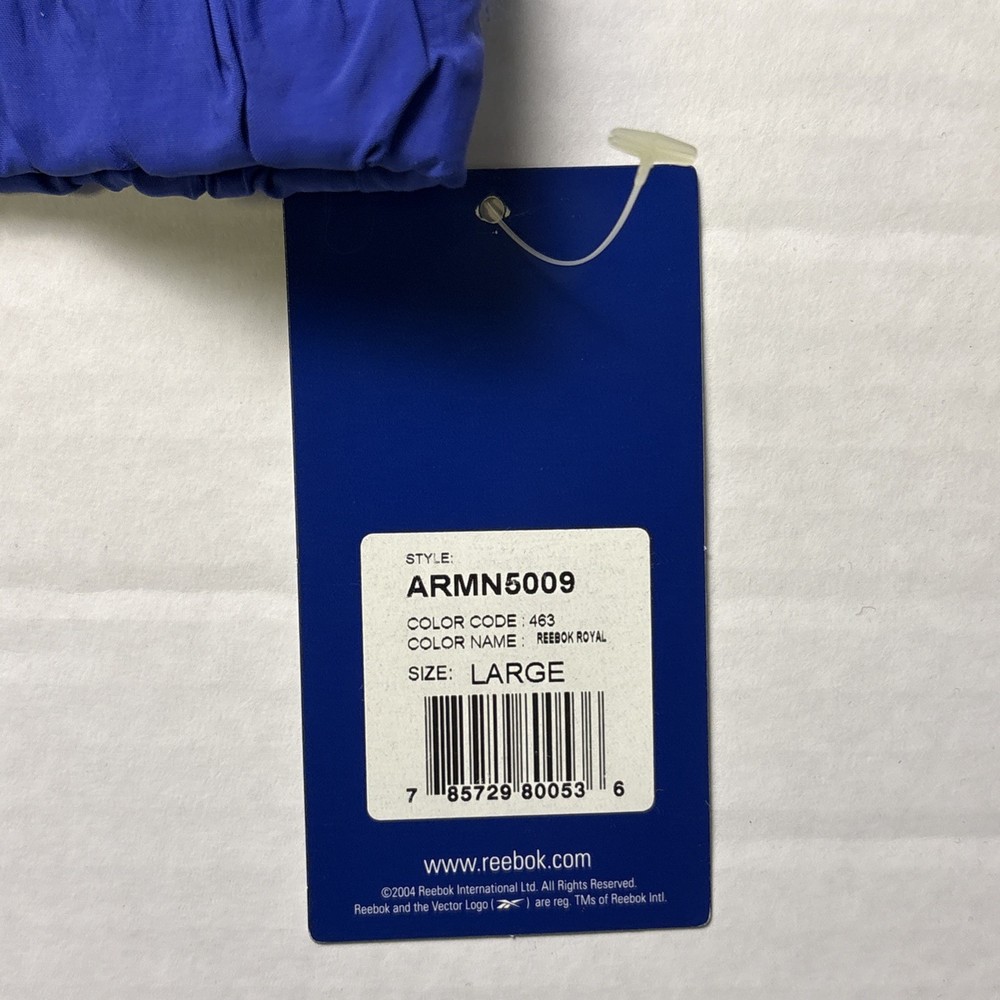 STYLE:
ARMN5009
COLOR CODE : 463
COLOR NAME : REEBOK ROYAL
SIZE: LARGE
7 85729 80053 6
www.reebok.com
©2004 Reebok International Ltd. All Rights Reserved.
Reebok and the Vector Logo ( ) are reg. TMs of Reebok Intl.